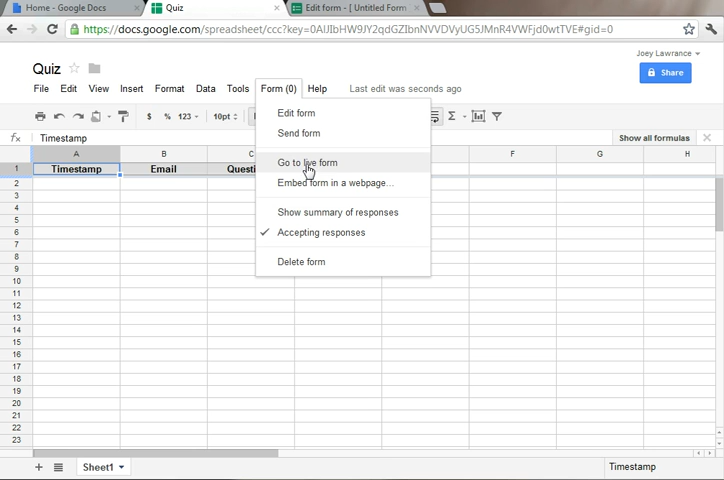 Home - Google Docs
Quiz
Edit form - [ Untitled Form
https://docs.google.com/spreadsheet/ccc?key=0AlJIbHW9JY2qdGZIbnNVVDVyUG5JMnR4VWFjd0wtTVE#gid=0
Joey Lawrance
Quiz
Share
File Edit View Insert Format Data Tools Form (0) Help Last edit was seconds ago
$ % 123 10pt Σ
fx Timestamp Show all formulas
A B C F G H
1 Timestamp Email Questi
2
3
4
5
6
7
8
9
10
11
12
13
14
15
16
17
18
19
20
21
22
23
Edit form
Send form
Go to live form
Embed form in a webpage...
Show summary of responses
Accepting responses
Delete form
+ Sheet1 Timestamp